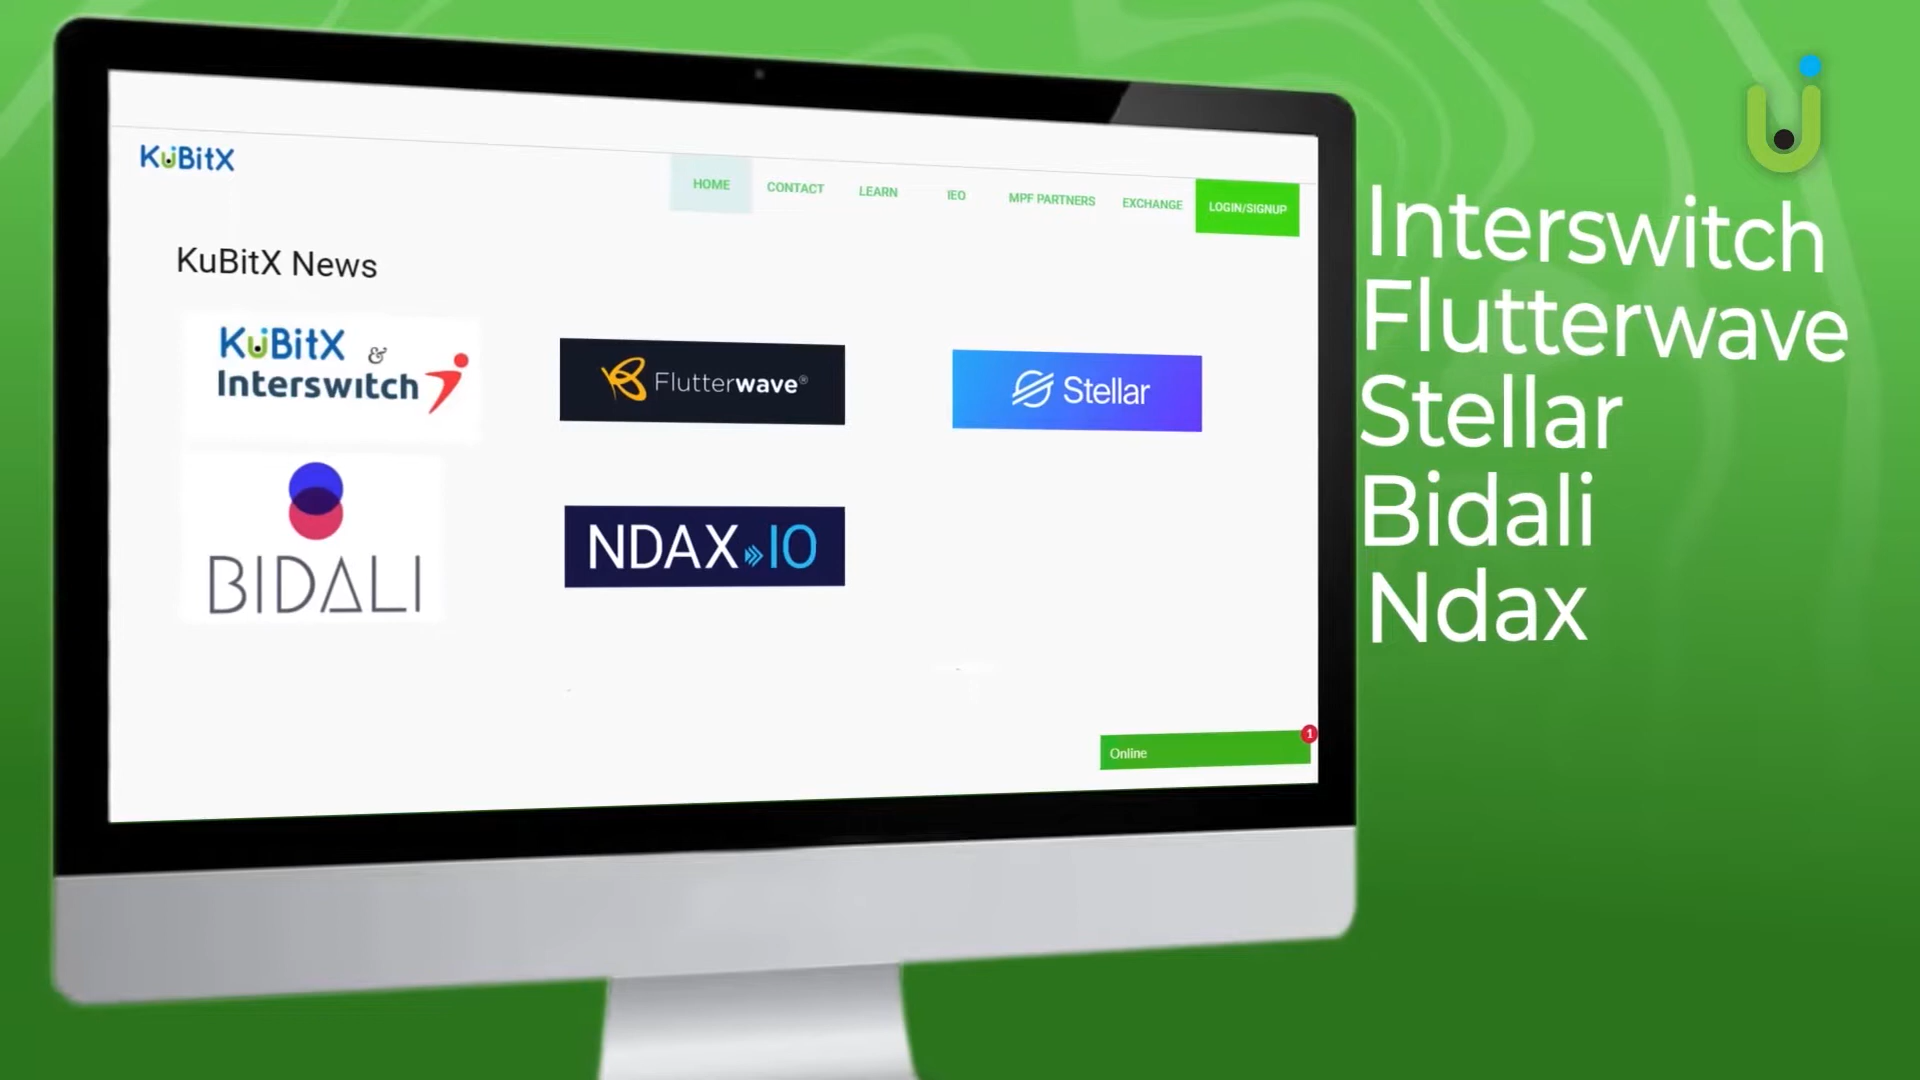 KuBitX
HOME CONTACT LEARN IEO MPF PARTNERS EXCHANGE LOGIN/SIGNUP
KuBitX News
KuBitX &
Interswitch
Flutterwave®
Stellar
BIDALI
NDAX IO
Online
1
Interswitch
Flutterwave
Stellar
Bidali
Ndax